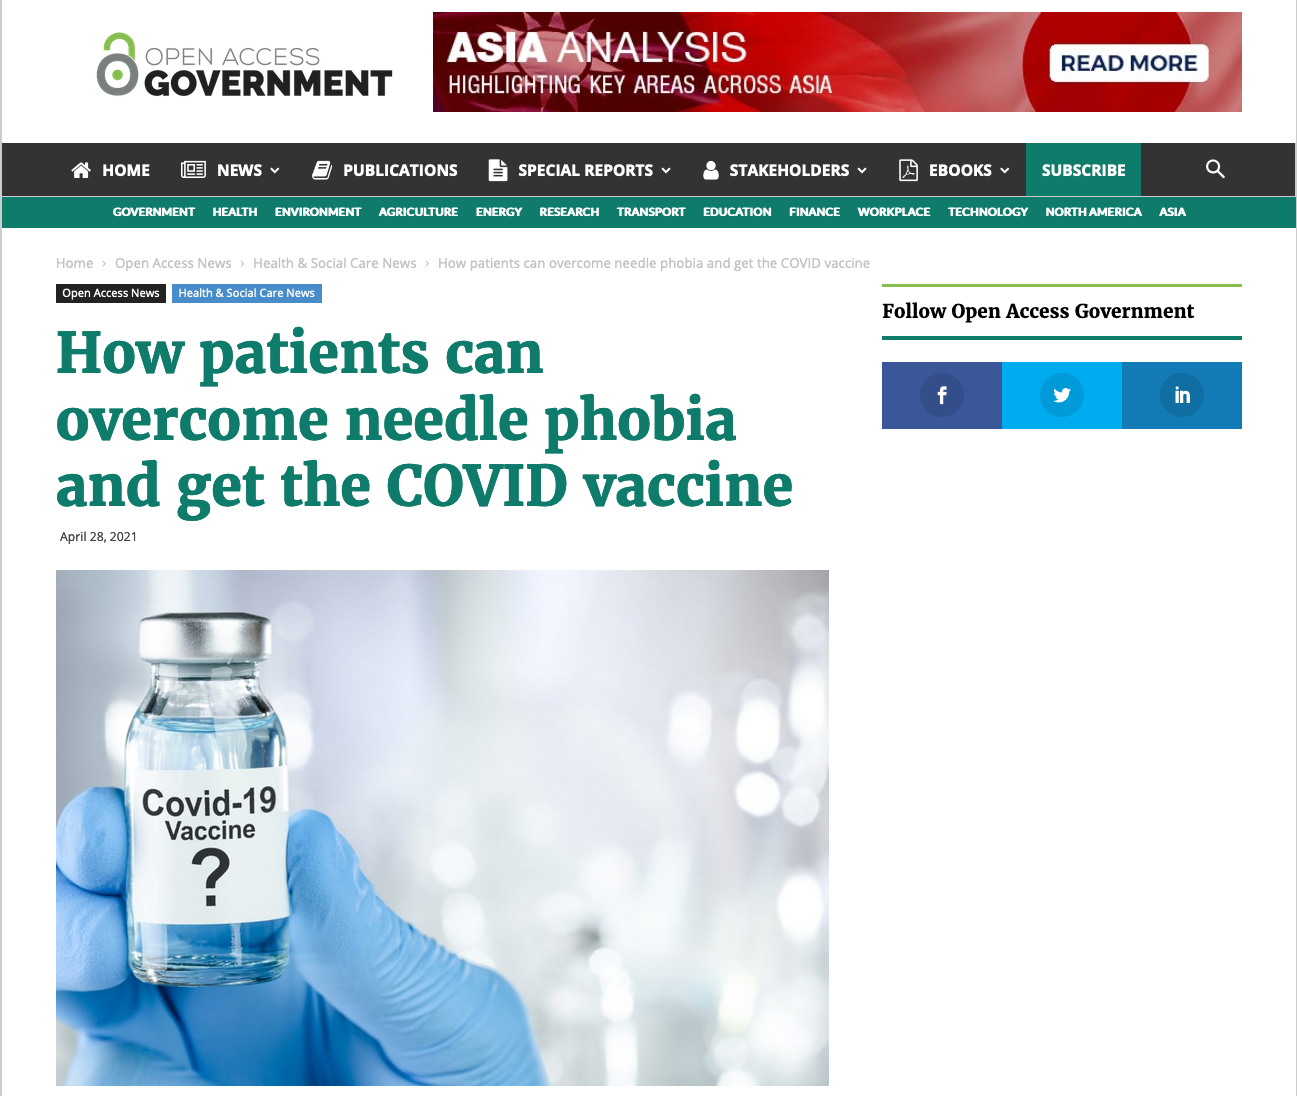 OPEN ACCESS
GOVERNMENT
ASIA ANALYSIS
HIGHLIGHTING KEY AREAS ACROSS ASIA
READ MORE
HOME NEWS PUBLICATIONS SPECIAL REPORTS STAKEHOLDERS EBOOKS SUBSCRIBE
GOVERNMENT HEALTH ENVIRONMENT AGRICULTURE ENERGY RESEARCH TRANSPORT EDUCATION FINANCE WORKPLACE TECHNOLOGY NORTH AMERICA ASIA
Home › Open Access News › Health & Social Care News › How patients can overcome needle phobia and get the COVID vaccine
Open Access News Health & Social Care News
How patients can
overcome needle phobia
and get the COVID vaccine
April 28, 2021
Covid-19
Vaccine
?
Follow Open Access Government
f in